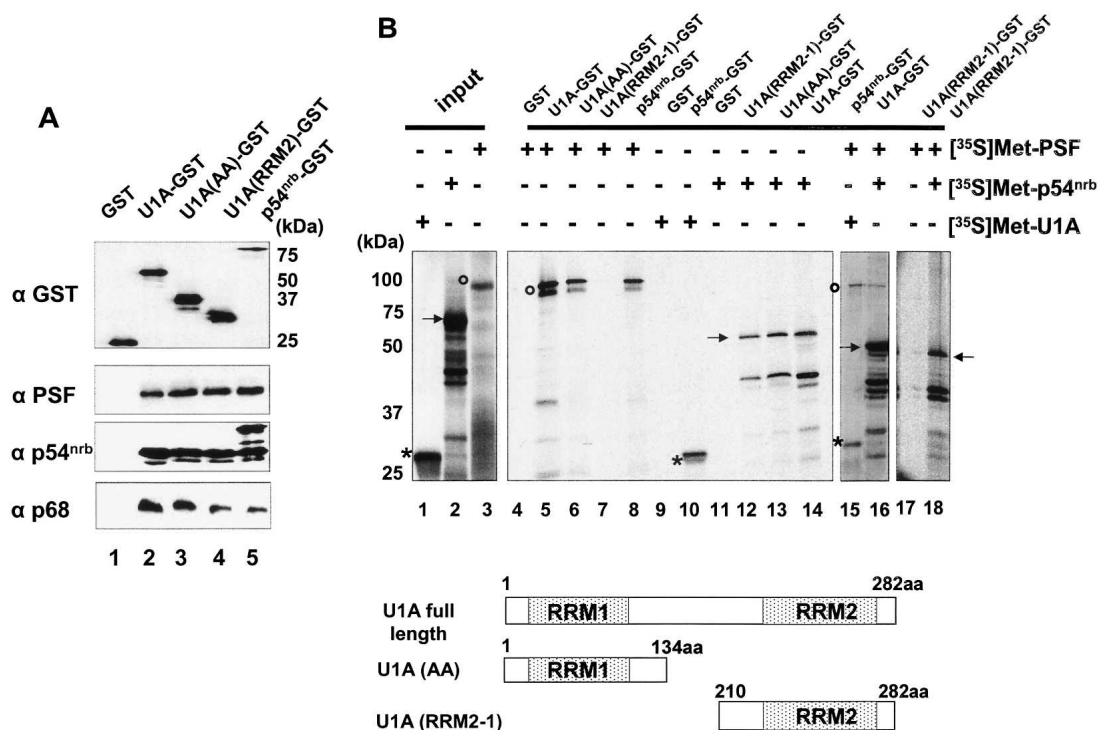 A
GST
U1A-GST
U1A(AA)-GST
U1A(RRM2)-GST
p54ⁿʳᵇ-GST
(kDa)
α GST
75
50
37
25
α PSF
α p54ⁿʳᵇ
α p68
1 2 3 4 5
B
input
GST
U1A-GST
U1A(AA)-GST
U1A(RRM2-1)-GST
p54ⁿʳᵇ-GST
GST
p54ⁿʳᵇ-GST
GST
U1A(RRM2-1)-GST
U1A(AA)-GST
U1A-GST
p54ⁿʳᵇ-GST
U1A-GST
U1A(RRM2-1)-GST
U1A(RRM2-1)-GST
- - + + + + + + - - - - - - + + + + [³⁵S]Met-PSF
- + - - - - - - - - + + + + - + - + [³⁵S]Met-p54ⁿʳᵇ
+ - - - - - - - + + - - - - + - - - [³⁵S]Met-U1A
(kDa)
100
75
50
37
25
* * *
1 2 3 4 5 6 7 8 9 10 11 12 13 14 15 16 17 18
1 282aa
U1A full length RRM1 RRM2
1 134aa
U1A (AA) RRM1
210 282aa
U1A (RRM2-1) RRM2